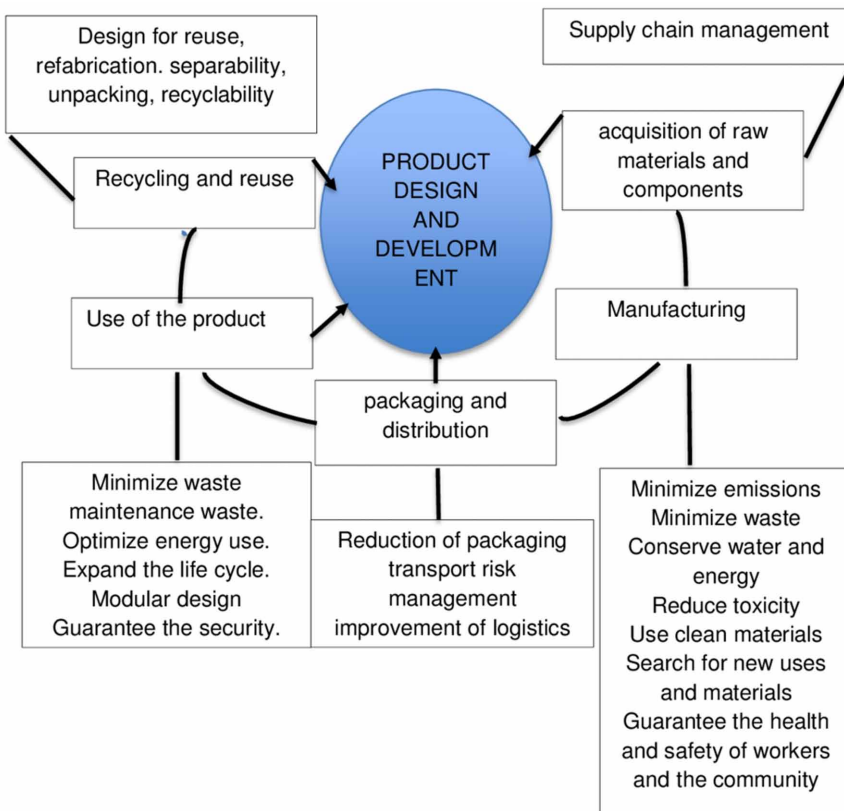 Design for reuse,
refabrication. separability,
unpacking, recyclability
Supply chain management
PRODUCT
DESIGN
AND
DEVELOPM
ENT
acquisition of raw
materials and
components
Recycling and reuse
Use of the product
Manufacturing
packaging and
distribution
Minimize waste
maintenance waste.
Optimize energy use.
Expand the life cycle.
Modular design
Guarantee the security.
Reduction of packaging
transport risk
management
improvement of logistics
Minimize emissions
Minimize waste
Conserve water and
energy
Reduce toxicity
Use clean materials
Search for new uses
and materials
Guarantee the health
and safety of workers
and the community